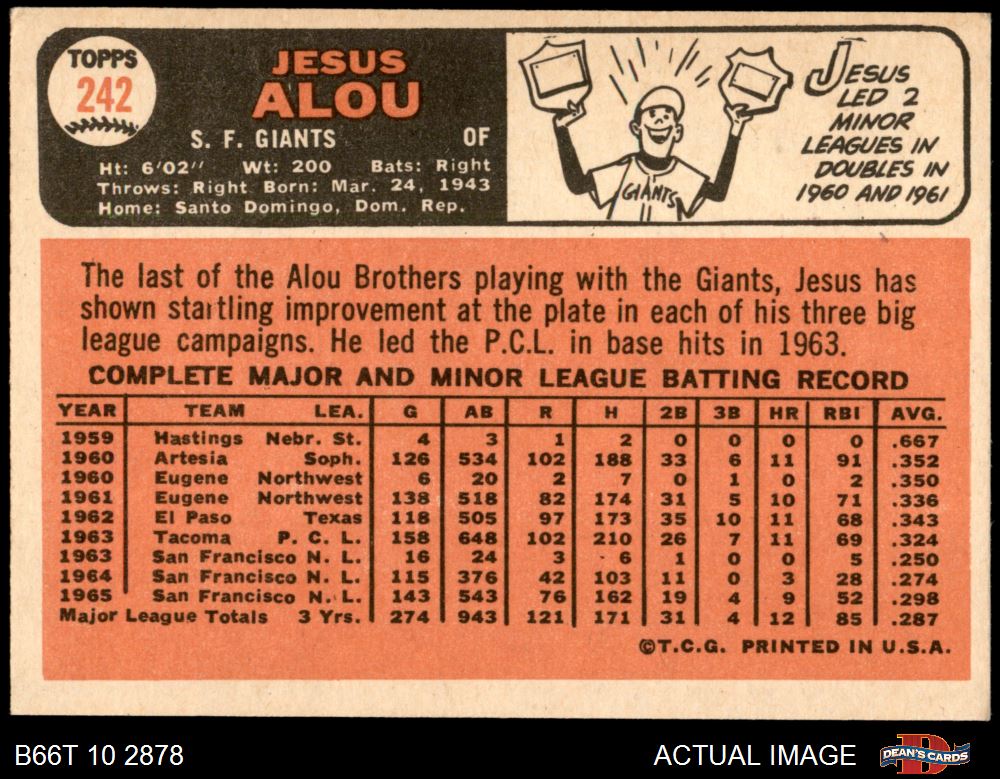 TOPPS
242
JESUS
ALOU
S. F. GIANTS OF
Ht: 6'02" Wt: 200 Bats: Right
Throws: Right Born: Mar. 24, 1943
Home: Santo Domingo, Dom. Rep.
GIANTS
JESUS
LED 2
MINOR
LEAGUES IN
DOUBLES IN
1960 AND 1961
The last of the Alou Brothers playing with the Giants, Jesus has
shown startling improvement at the plate in each of his three big
league campaigns. He led the P.C.L. in base hits in 1963.
COMPLETE MAJOR AND MINOR LEAGUE BATTING RECORD
YEAR TEAM LEA. G AB R H 2B 3B HR RBI AVG.
1959 Hastings Nebr. St. 4 3 1 2 0 0 0 0 .667
1960 Artesia Soph. 126 534 102 188 33 6 11 91 .352
1960 Eugene Northwest 6 20 2 7 0 1 0 2 .350
1961 Eugene Northwest 138 518 82 174 31 5 10 71 .336
1962 El Paso Texas 118 505 97 173 35 10 11 68 .343
1963 Tacoma P. C. L. 158 648 102 210 26 7 11 69 .324
1963 San Francisco N. L. 16 24 3 6 1 0 0 5 .250
1964 San Francisco N. L. 115 376 42 103 11 0 3 28 .274
1965 San Francisco N. L. 143 543 76 162 19 4 9 52 .298
Major League Totals 3 Yrs. 274 943 121 171 31 4 12 85 .287
©T.C.G. PRINTED IN U.S.A.
B66T 10 2878 ACTUAL IMAGE DEAN'S CARDS